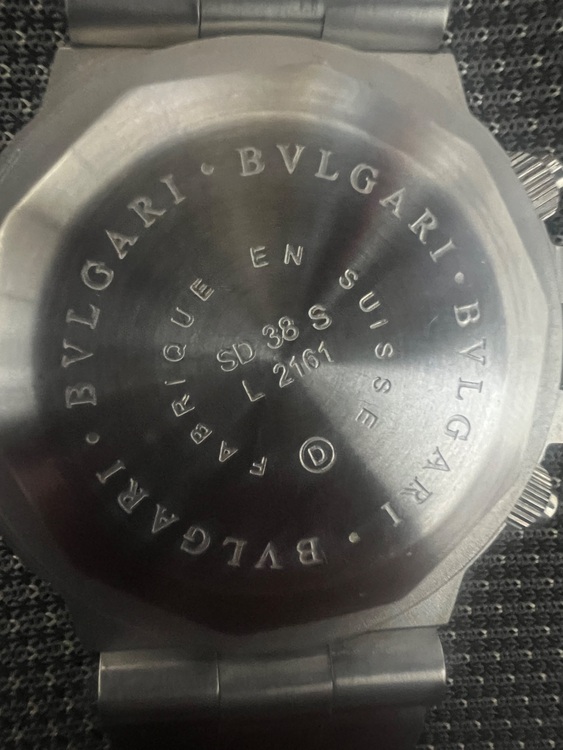 BVLGARI • BVLGARI • BVLGARI • BVLGARI • BVLGARI •
FABRIQUE EN SUISSE
SD 38 S
L 2161
D